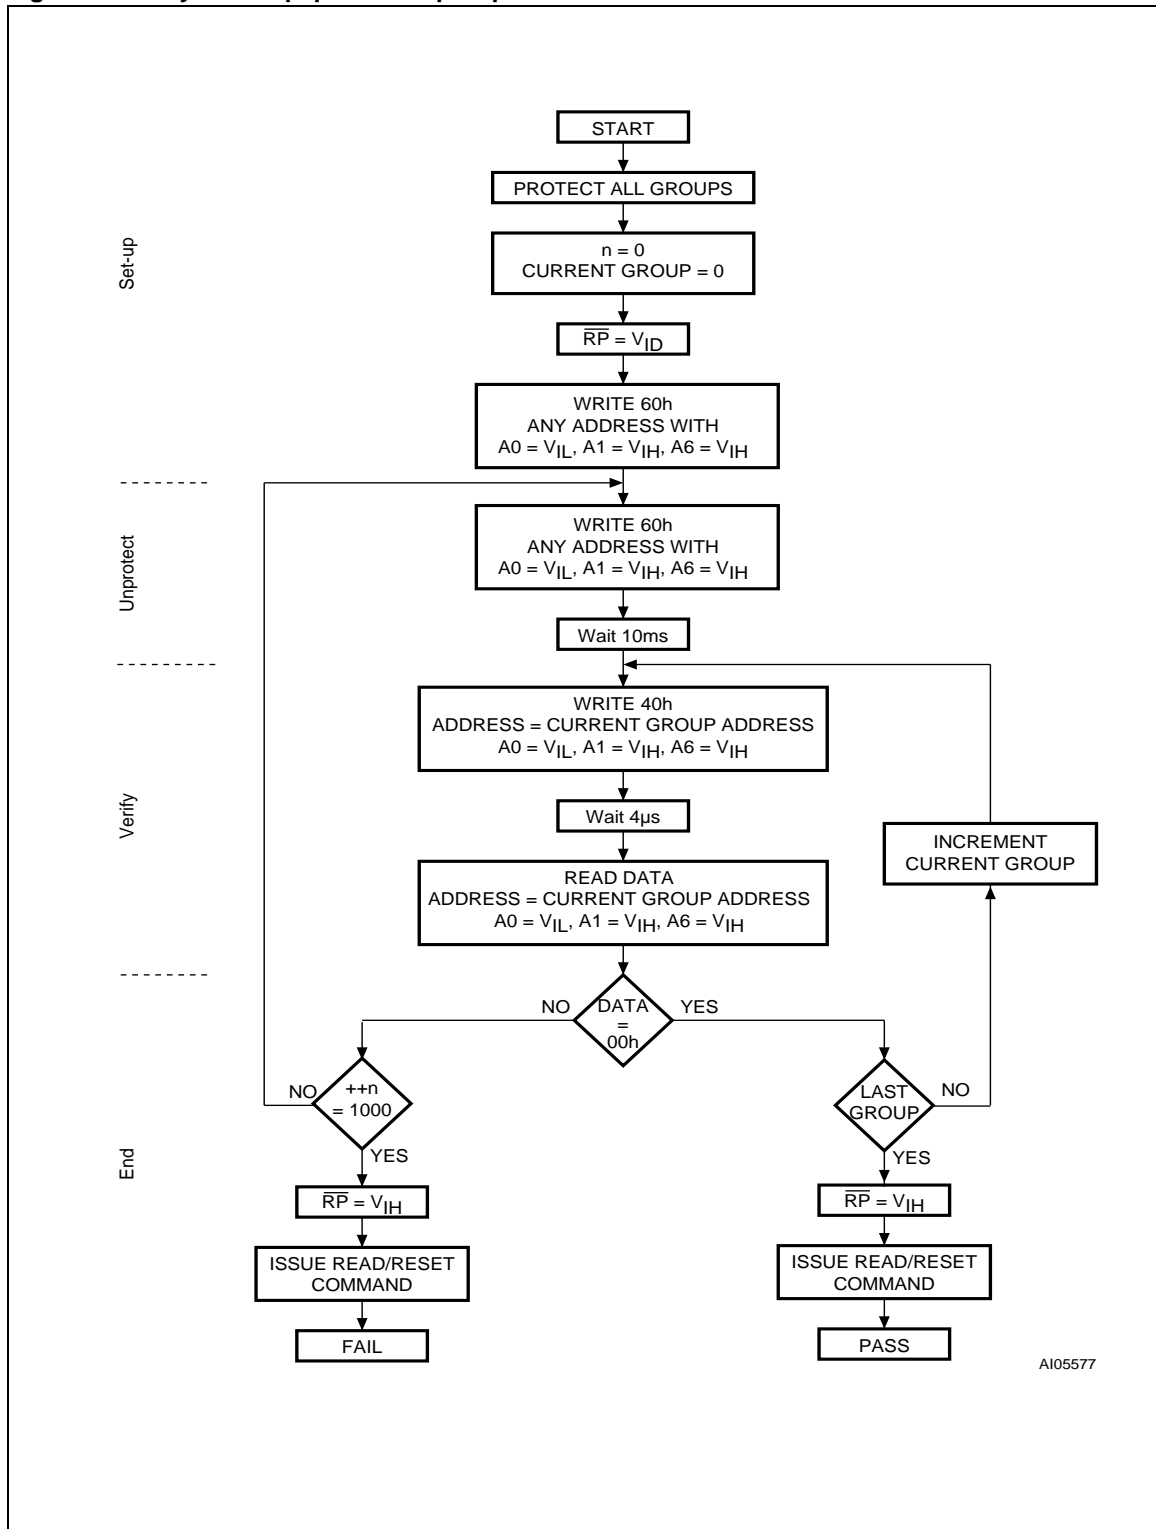 START
PROTECT ALL GROUPS
n = 0
CURRENT GROUP = 0
Set-up
RP = VID
WRITE 60h
ANY ADDRESS WITH
A0 = VIL, A1 = VIH, A6 = VIH
WRITE 60h
ANY ADDRESS WITH
A0 = VIL, A1 = VIH, A6 = VIH
Unprotect
Wait 10ms
WRITE 40h
ADDRESS = CURRENT GROUP ADDRESS
A0 = VIL, A1 = VIH, A6 = VIH
Verify
Wait 4µs
INCREMENT
CURRENT GROUP
READ DATA
ADDRESS = CURRENT GROUP ADDRESS
A0 = VIL, A1 = VIH, A6 = VIH
NO
DATA
=
00h
YES
NO
++n
= 1000
YES
LAST
GROUP
NO
YES
End
RP = VIH
RP = VIH
ISSUE READ/RESET
COMMAND
ISSUE READ/RESET
COMMAND
FAIL
PASS
AI05577